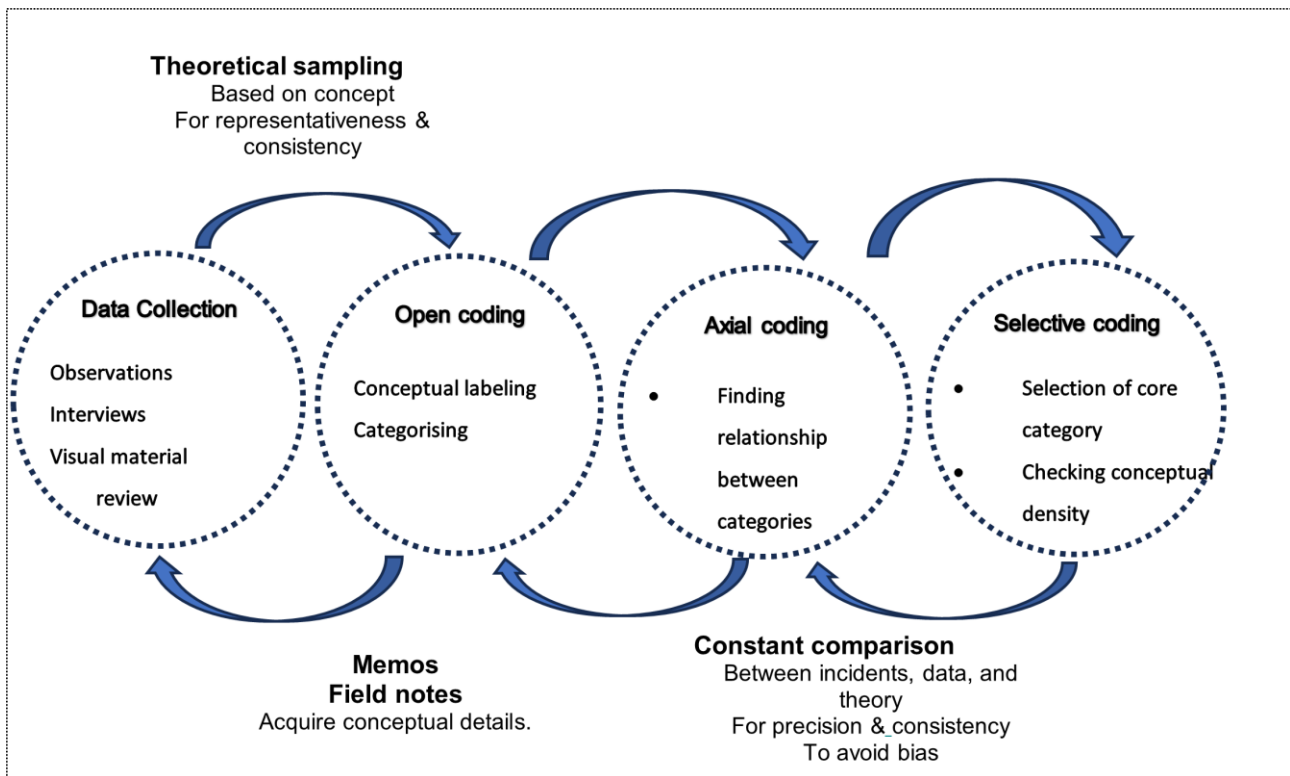 Theoretical sampling
Based on concept
For representativeness &
consistency
Data Collection
Observations
Interviews
Visual material
review
Open coding
Conceptual labeling
Categorising
Axial coding
• Finding
relationship
between
categories
Selective coding
• Selection of core
category
• Checking conceptual
density
Memos
Field notes
Acquire conceptual details.
Constant comparison
Between incidents, data, and
theory
For precision & consistency
To avoid bias